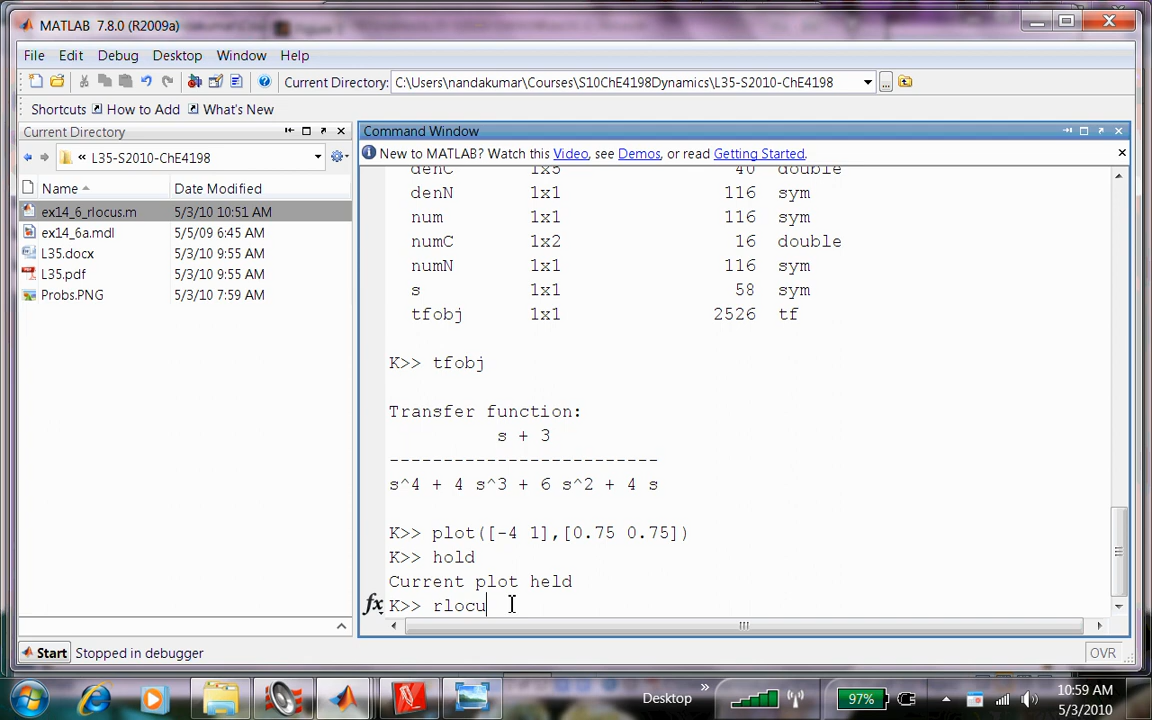 MATLAB 7.8.0 (R2009a)
File Edit Debug Parallel Desktop Window Help
Current Directory: C:\Users\nandakumar\Courses\S10ChE4198Dynamics\L35-S2010-ChE4198
Shortcuts How to Add What's New
Current Directory
« L35-S2010-ChE4198
Name Date Modified
ex14_6_rlocus.m 5/3/10 10:51 AM
ex14_6a.mdl 5/5/09 6:45 AM
L35.docx 5/3/10 9:55 AM
L35.pdf 5/3/10 9:55 AM
Probs.PNG 5/3/10 7:59 AM
Command Window
New to MATLAB? Watch this Video, see Demos, or read Getting Started.
denC 1x5 40 double
denN 1x1 116 sym
num 1x1 116 sym
numC 1x2 16 double
numN 1x1 116 sym
s 1x1 58 sym
tfobj 1x1 2526 tf
K>> tfobj
Transfer function:
s + 3
-------------------------
s^4 + 4 s^3 + 6 s^2 + 4 s
K>> plot([-4 1],[0.75 0.75])
K>> hold
Current plot held
fx K>> rlocu
Start Stopped in debugger
OVR
Desktop » 97% 10:59 AM
5/3/2010